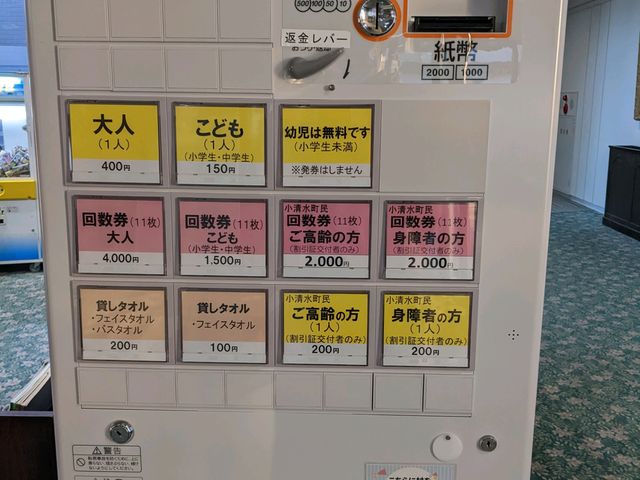 500 100 50 10
返金レバー
紙幣
2000 1000
大人
(1人)
400円
こども
(1人)
(小学生・中学生)
150円
幼児は無料です
(小学生未満)
※発券はしません
回数券(11枚)
大人
4,000円
回数券(11枚)
こども
(小学生・中学生)
1,500円
小清水町民
回数券(11枚)
ご高齢の方
(割引証交付者のみ)
2.000円
小清水町民
回数券(11枚)
身障者の方
(割引証交付者のみ)
2.000円
貸しタオル
・フェイスタオル
・バスタオル
200円
貸しタオル
・フェイスタオル
100円
小清水町民
ご高齢の方
(1人)
(割引証交付者のみ)
200円
小清水町民
身障者の方
(1人)
(割引証交付者のみ)
200円
警告